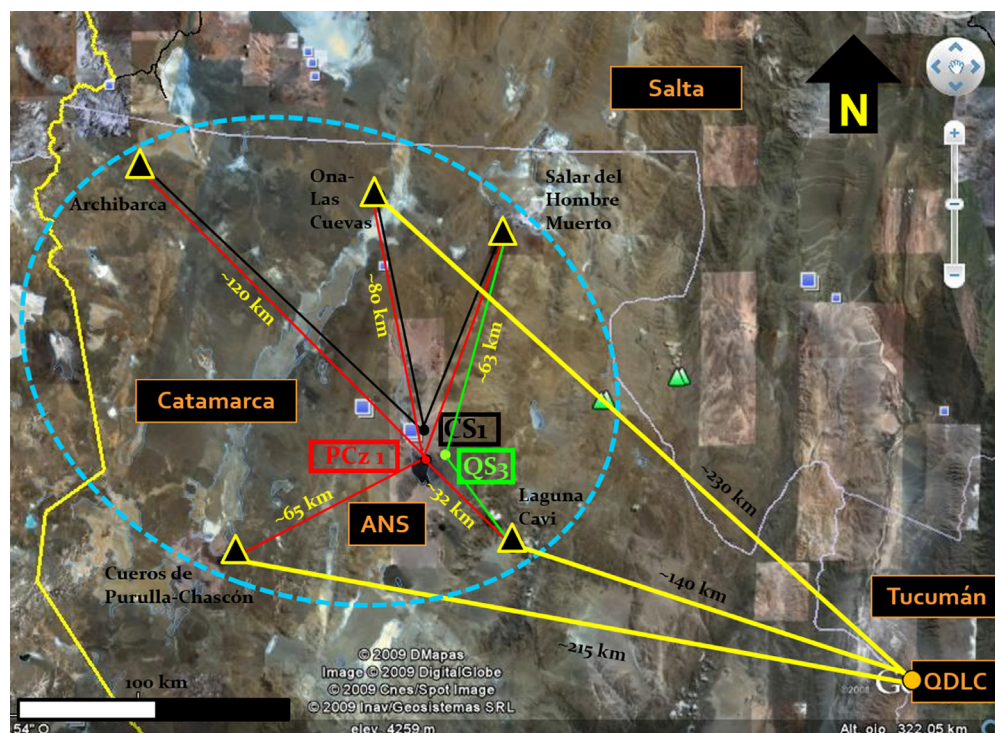 Salta
N
Ona-
Las
Cuevas
Salar del
Hombre
Muerto
Archibarca
~120 km
~80 km
~63 km
Catamarca
CS1
PCz 1
QS3
~32 km
~65 km
ANS
Laguna
Cavi
~230 km
Cueros de
Purulla-Chascón
~140 km
Tucumán
~215 km
QDLC
© 2009 DMapas
Image © 2009 DigitalGlobe
© 2009 Cnes/Spot Image
© 2009 Inav/Geosistemas SRL
©2009 Go
100 km
54" O
elev. 4259 m
Alt. ojo 322.05 km